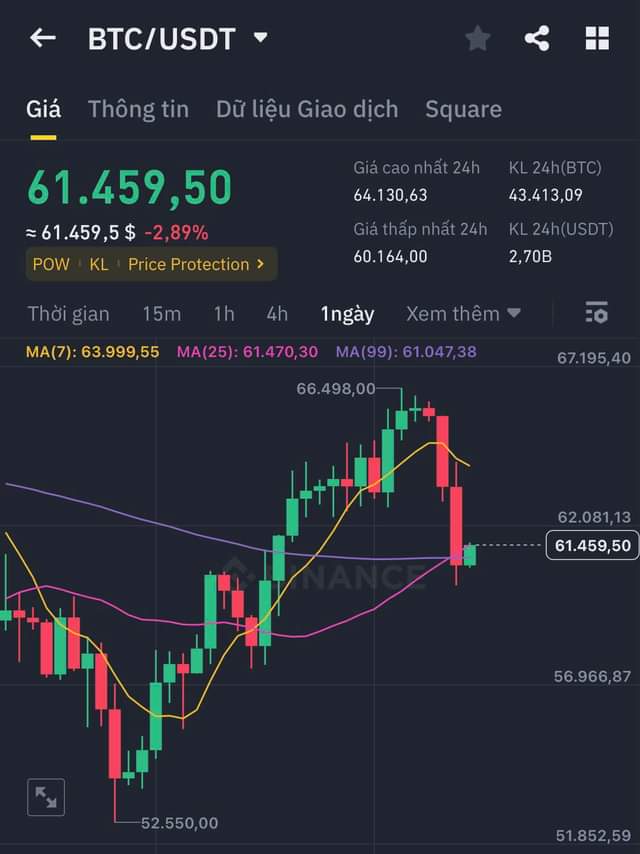 BTC/USDT
Giá Thông tin Dữ liệu Giao dịch Square
61.459,50
≈ 61.459,5 $ -2,89%
POW KL Price Protection
Giá cao nhất 24h KL 24h(BTC)
64.130,63 43.413,09
Giá thấp nhất 24h KL 24h(USDT)
60.164,00 2,70B
Thời gian 15m 1h 4h 1ngày Xem thêm
MA(7): 63.999,55 MA(25): 61.470,30 MA(99): 61.047,38
67.195,40
66.498,00
62.081,13
61.459,50
BINANCE
56.966,87
52.550,00
51.852,59